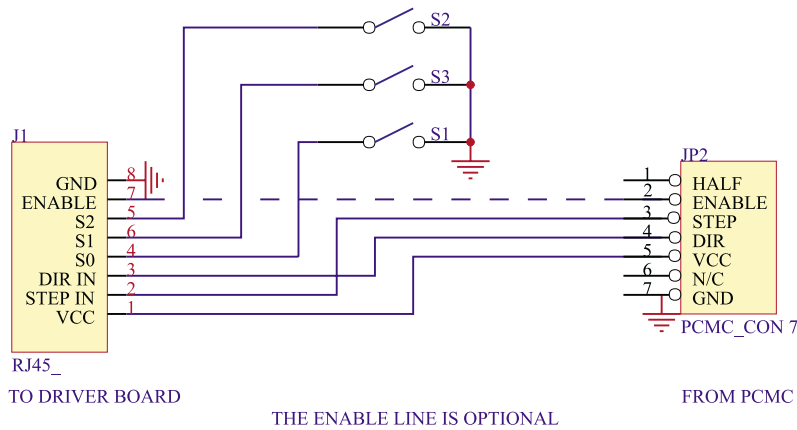 S2
S3
S1
J1
GND 8
ENABLE 7
S2 5
S1 6
S0 4
DIR IN 3
STEP IN 2
VCC 1
RJ45_
TO DRIVER BOARD
JP2
1 HALF
2 ENABLE
3 STEP
4 DIR
5 VCC
6 N/C
7 GND
PCMC_CON 7
FROM PCMC
THE ENABLE LINE IS OPTIONAL